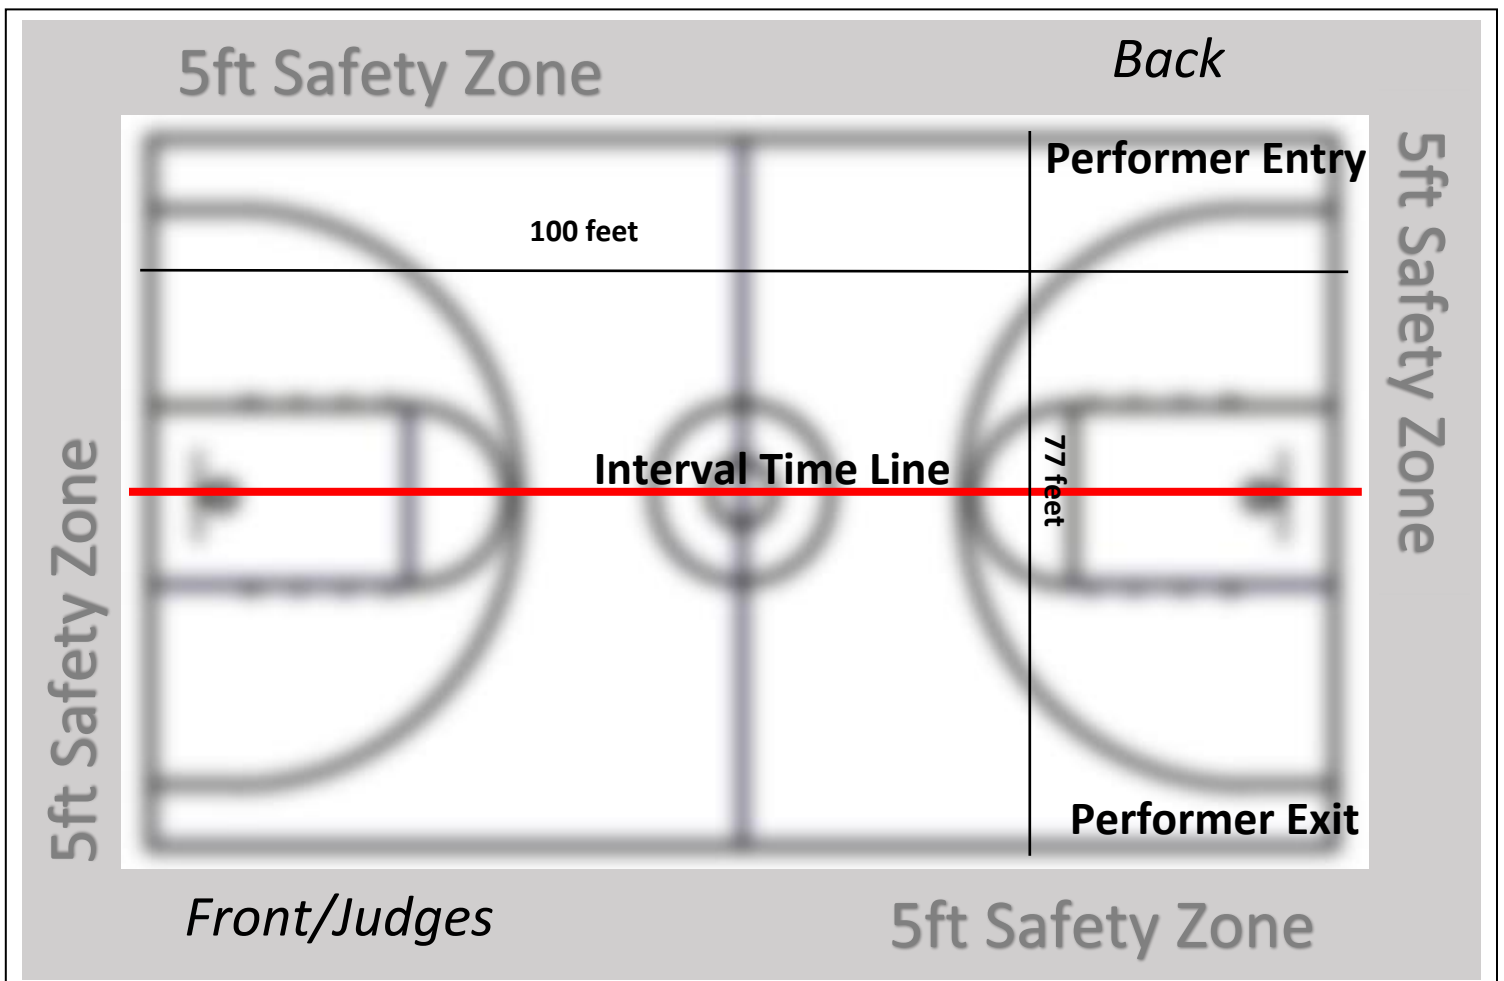 5ft Safety Zone
Back
Performer Entry
5ft Safety Zone
100 feet
Interval Time Line
77 feet
5ft Safety Zone
Performer Exit
Front/Judges
5ft Safety Zone